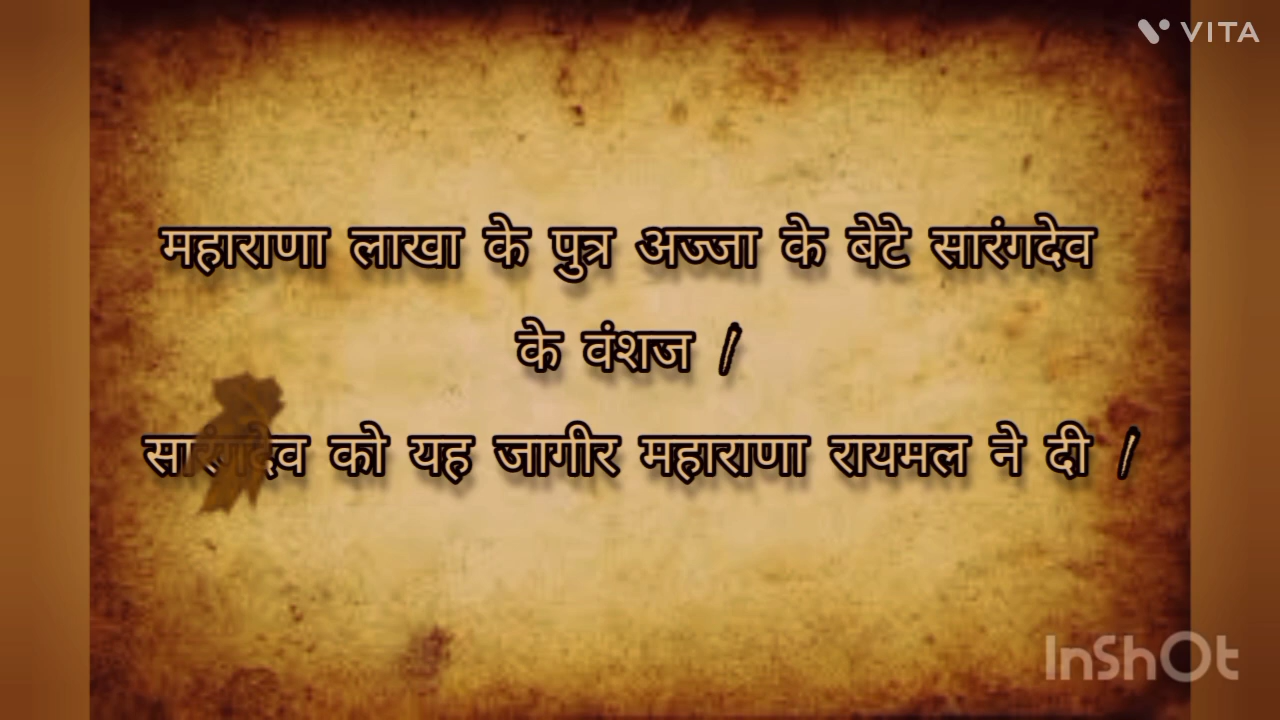 VITA
महाराणा लाखा के पुत्र अज्जा के बेटे सारंगदेव
के वंशज /
सारंगदेव को यह जागीर महाराणा रायमल ने दी /
InShOt